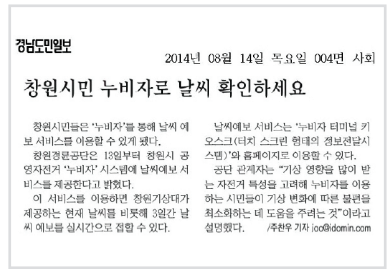 경남도민일보
2014년 08월 14일 목요일 004면 사회
창원시민 누비자로 날씨 확인하세요
창원시민들은 '누비자'를 통해 날씨 예
보 서비스를 이용할 수 있게 됐다.
창원경륜공단은 13일부터 창원시 공
영자전거 '누비자' 시스템에 날씨예보 서
비스를 제공한다고 밝혔다.
이 서비스를 이용하면 창원기상대가
제공하는 현재 날씨를 비롯해 3일간 날
씨 예보를 실시간으로 접할 수 있다.
날씨예보 서비스는 '누비자 터미널 키
오스크(터치 스크린 형태의 정보전달시
스템)'와 홈페이지로 이용할 수 있다.
공단 관계자는 "기상 영향을 많이 받
는 자전거 특성을 고려해 누비자를 이용
하는 시민들이 기상 변화에 따른 불편을
최소화하는 데 도움을 주려는 것"이라고
설명했다. /주찬우 기자 joo@idomin.com